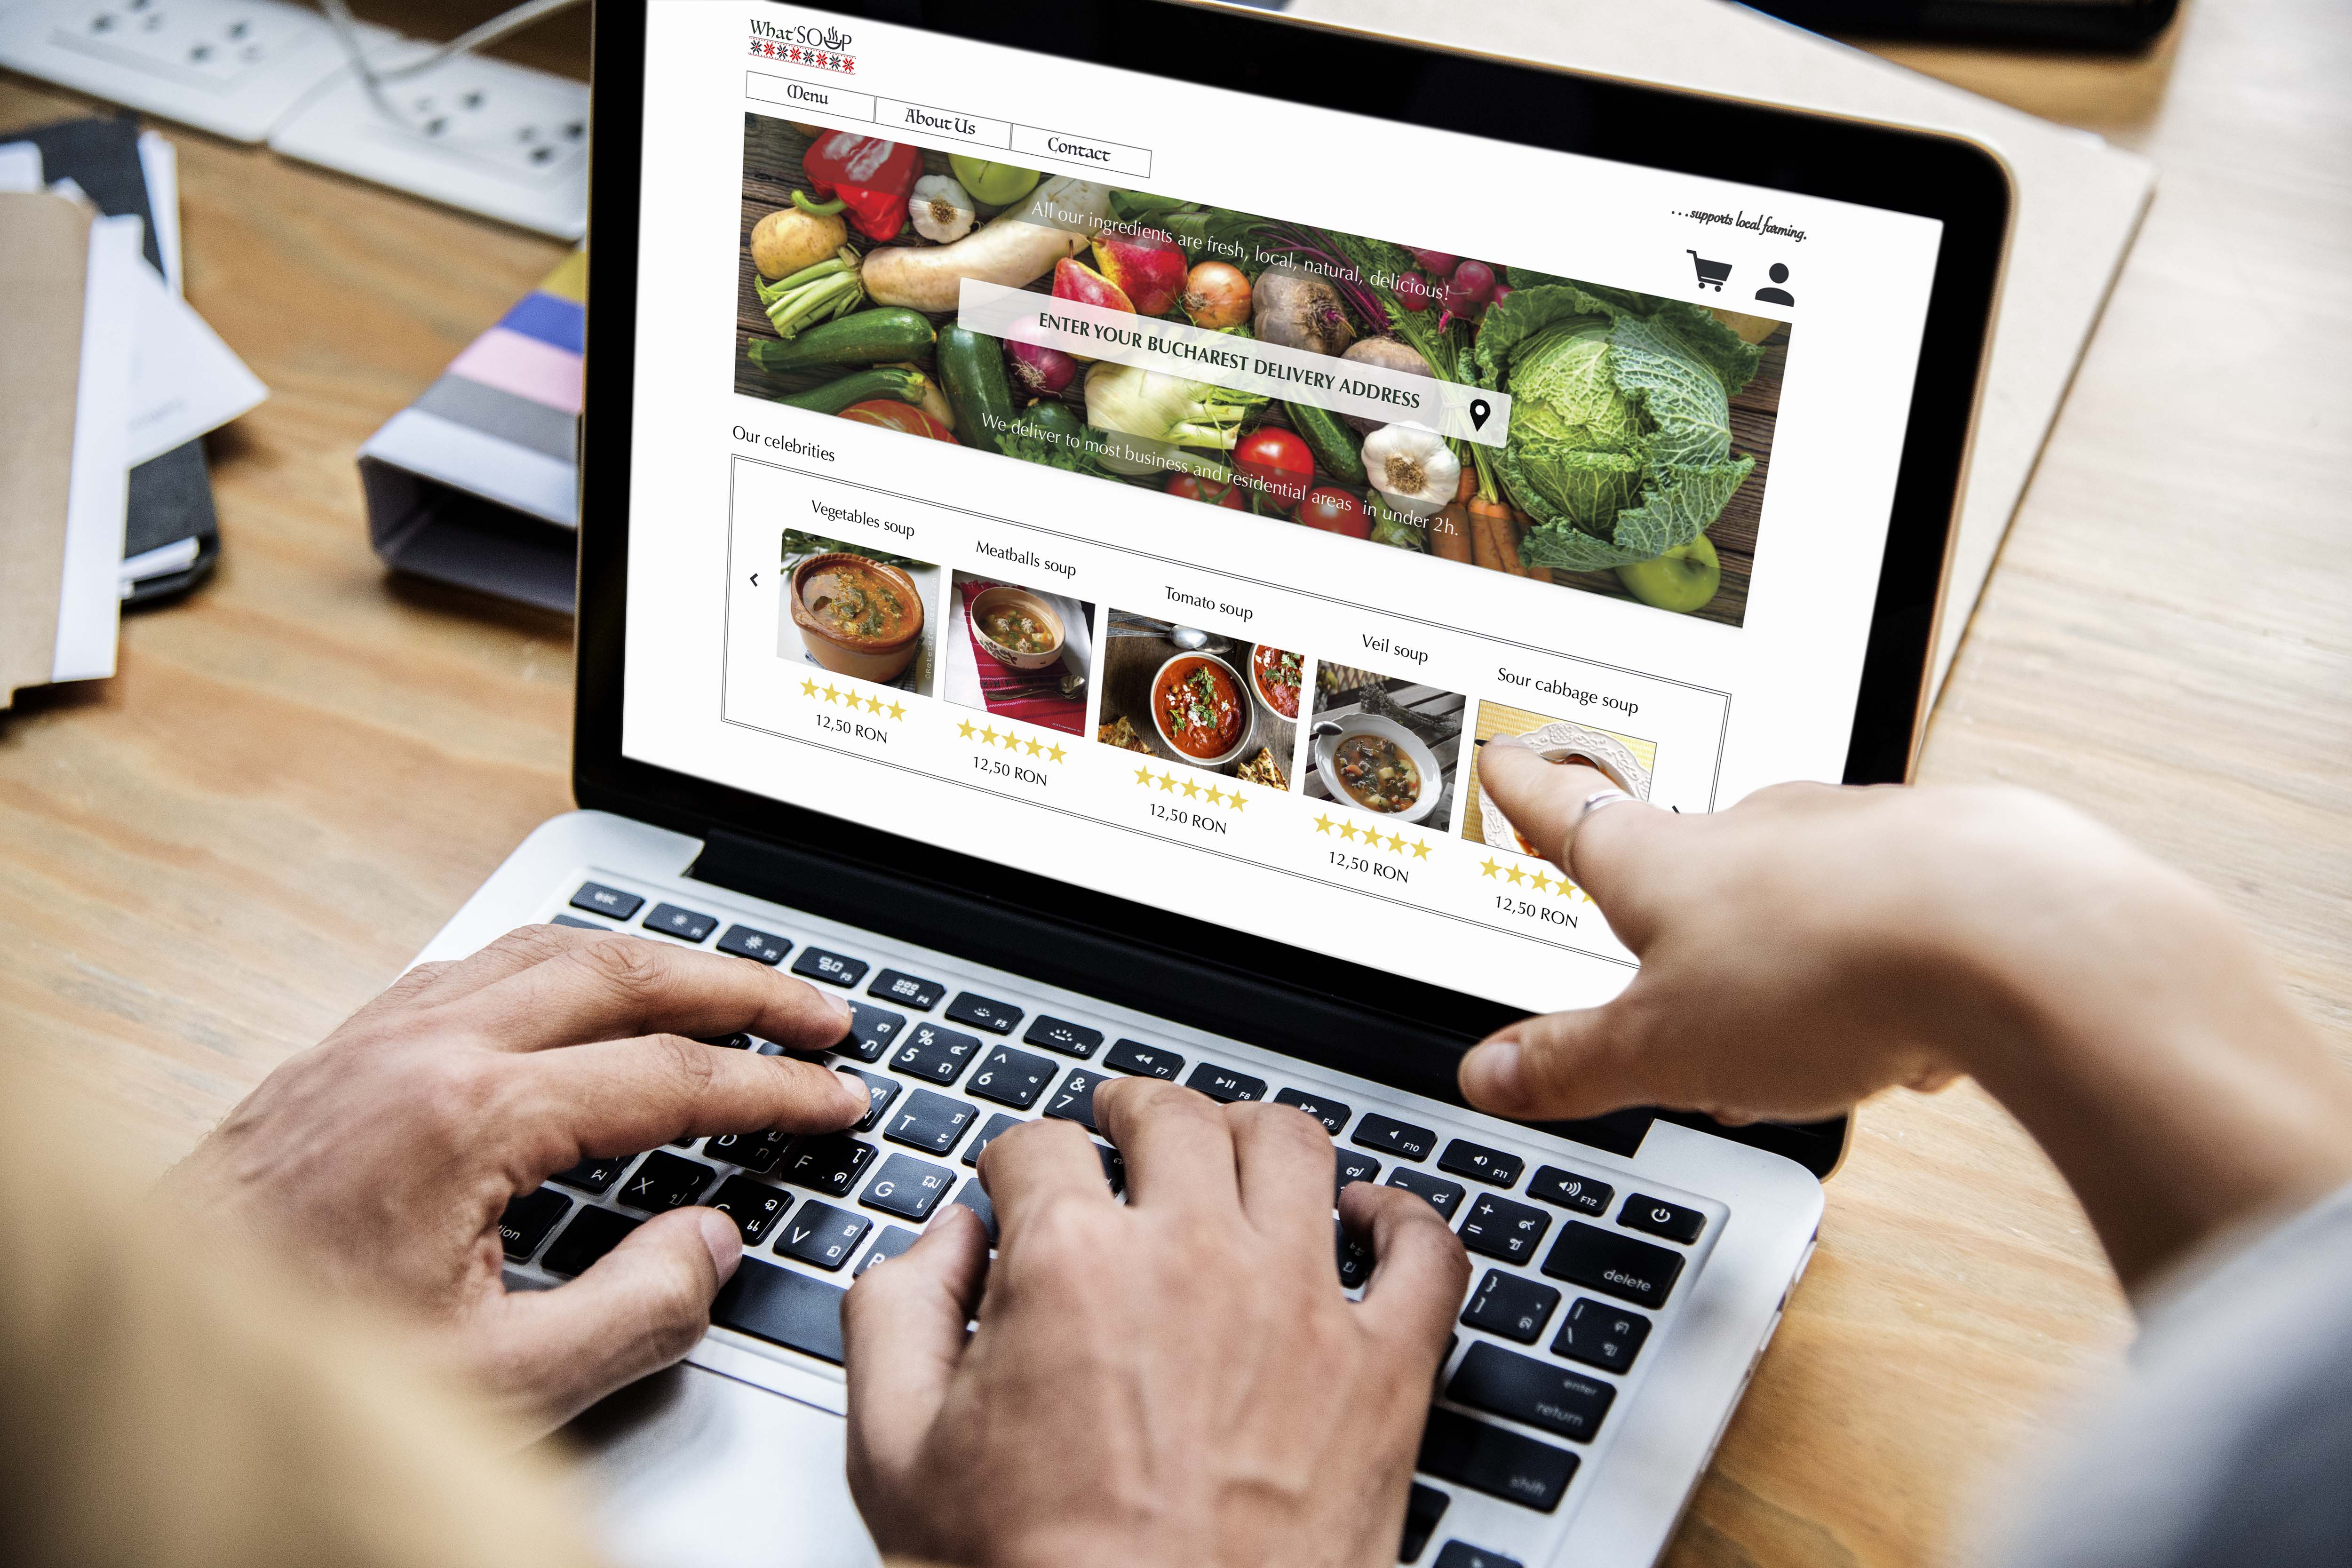 What'SOUP
Menu
About Us
Contact
...supports local farming.
All our ingredients are fresh, local, natural, delicious!
ENTER YOUR BUCHAREST DELIVERY ADDRESS
We deliver to most business and residential areas in under 2h.
Our celebrities
Vegetables soup
Meatballs soup
Tomato soup
Veil soup
Sour cabbage soup
12,50 RON
12,50 RON
12,50 RON
12,50 RON
12,50 RON
esc
F1
F2
F3
F4
F5
F6
F7
F8
F9
F10
F11
F12
% 5
^ 6
& 7
+ =
T
D
F
G
X
C
V
delete
enter
return
shift